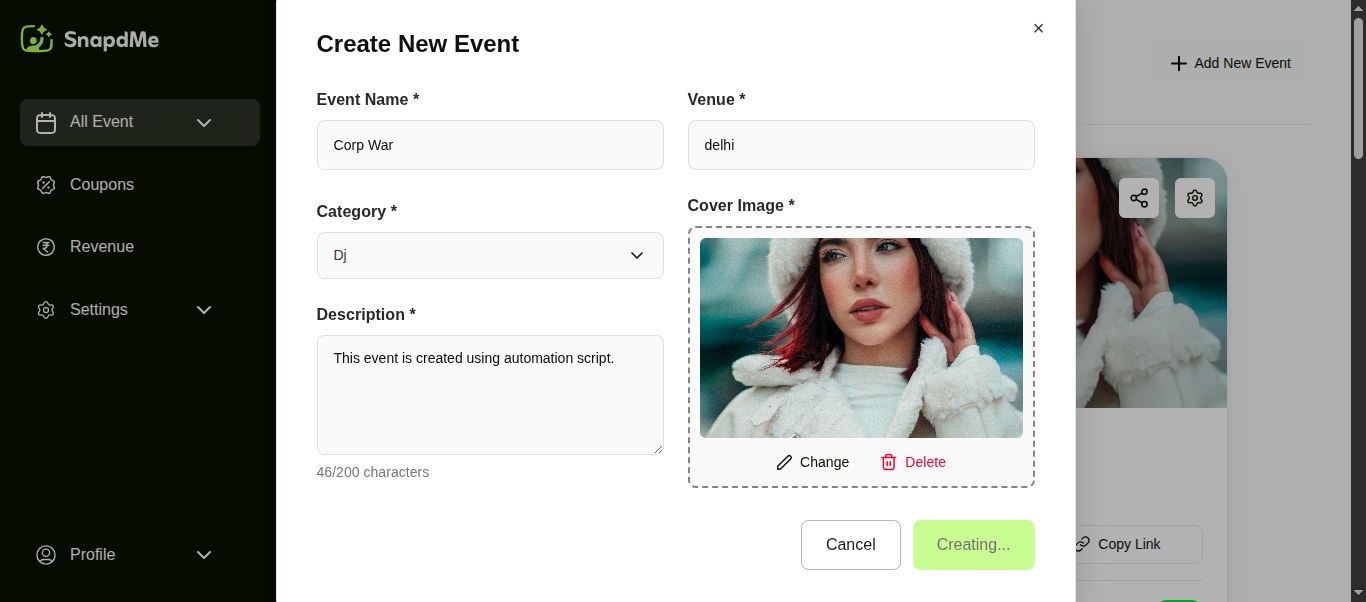 SnapdMe
All Event
Coupons
Revenue
Settings
Profile
Create New Event
×
Event Name *
Corp War
Venue *
delhi
Category *
Dj
Cover Image *
Description *
This event is created using automation script.
46/200 characters
Change
Delete
Cancel
Creating...
Add New Event
Copy Link